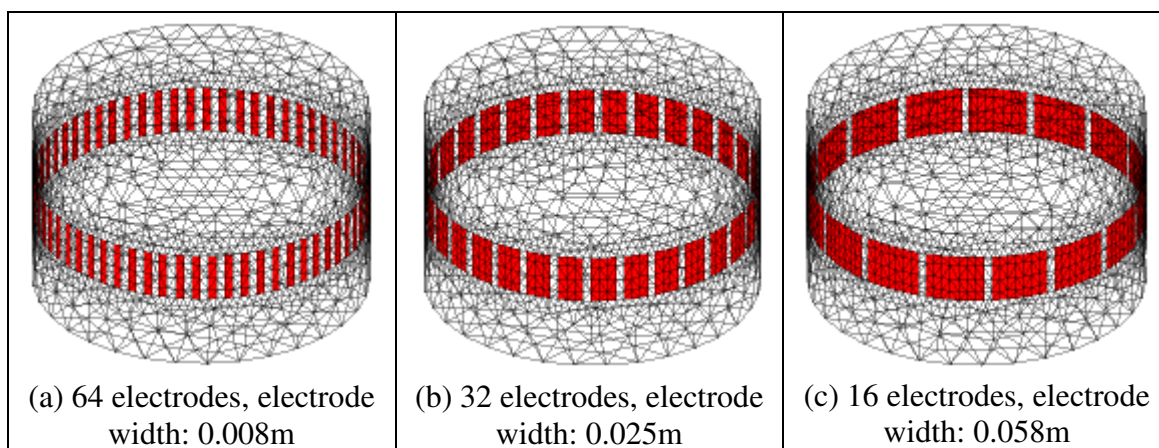 (a) 64 electrodes, electrode
width: 0.008m
(b) 32 electrodes, electrode
width: 0.025m
(c) 16 electrodes, electrode
width: 0.058m